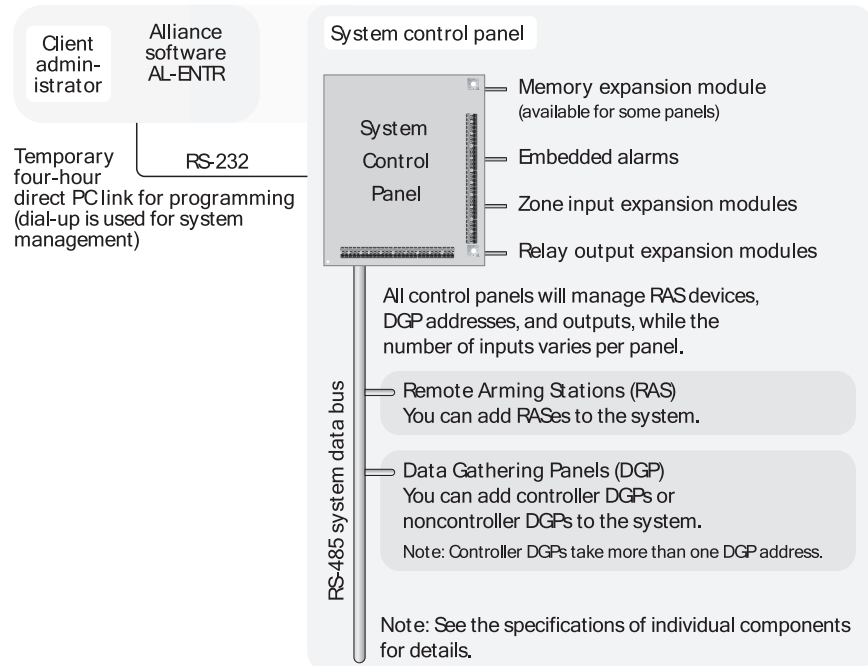 Client
admin-
istrator
Alliance
software
AL-ENTR
RS-232
Temporary
four-hour
direct PC link for programming
(dial-up is used for system
management)
System control panel
System
Control
Panel
Memory expansion module
(available for some panels)
Embedded alarms
Zone input expansion modules
Relay output expansion modules
All control panels will manage RAS devices,
DGP addresses, and outputs, while the
number of inputs varies per panel.
RS-485 system data bus
Remote Arming Stations (RAS)
You can add RASes to the system.
Data Gathering Panels (DGP)
You can add controller DGPs or
noncontroller DGPs to the system.
Note: Controller DGPs take more than one DGP address.
Note: See the specifications of individual components
for details.